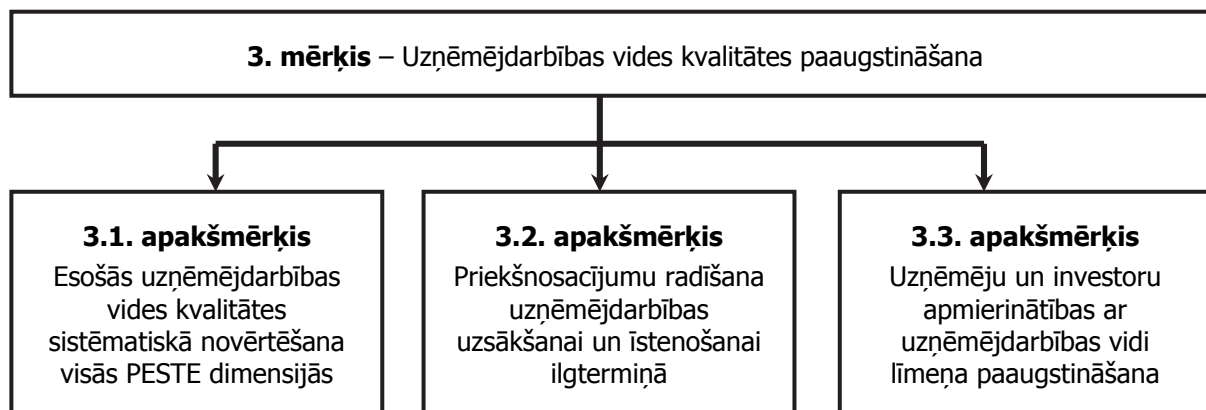 3. mērķis – Uzņēmējdarbības vides kvalitātes paaugstināšana
3.1. apakšmērķis
Esošās uzņēmējdarbības
vides kvalitātes
sistēmatiskā novērtēšana
visās PESTE dimensijās
3.2. apakšmērķis
Priekšnosacījumu radīšana
uzņēmējdarbības
uzsākšanai un īstenošanai
ilgtermiņā
3.3. apakšmērķis
Uzņēmēju un investoru
apmierinātības ar
uzņēmējdarbības vidi
līmeņa paaugstināšana